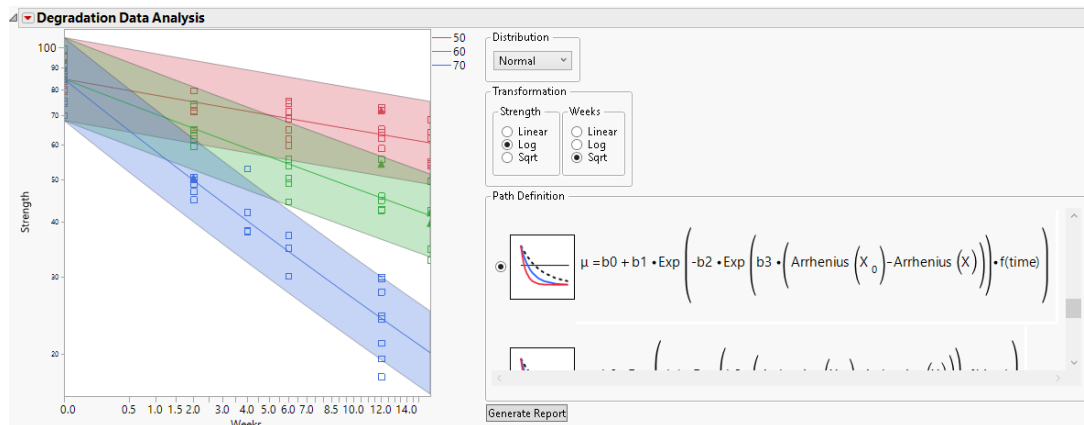 Degradation Data Analysis
100
90
80
70
60
50
40
30
20
Strength
0.0 0.5 1.0 1.5 2.0 3.0 4.0 5.0 6.0 7.0 8.5 10.0 12.0 14.0
Weeks
50
60
70
Distribution
Normal
Transformation
Strength Weeks
Linear Linear
Log Log
Sqrt Sqrt
Path Definition
μ = b0 + b1 • Exp (-b2 • Exp (b3 • (Arrhenius (X 0) - Arrhenius (X))) • f(time))
Generate Report